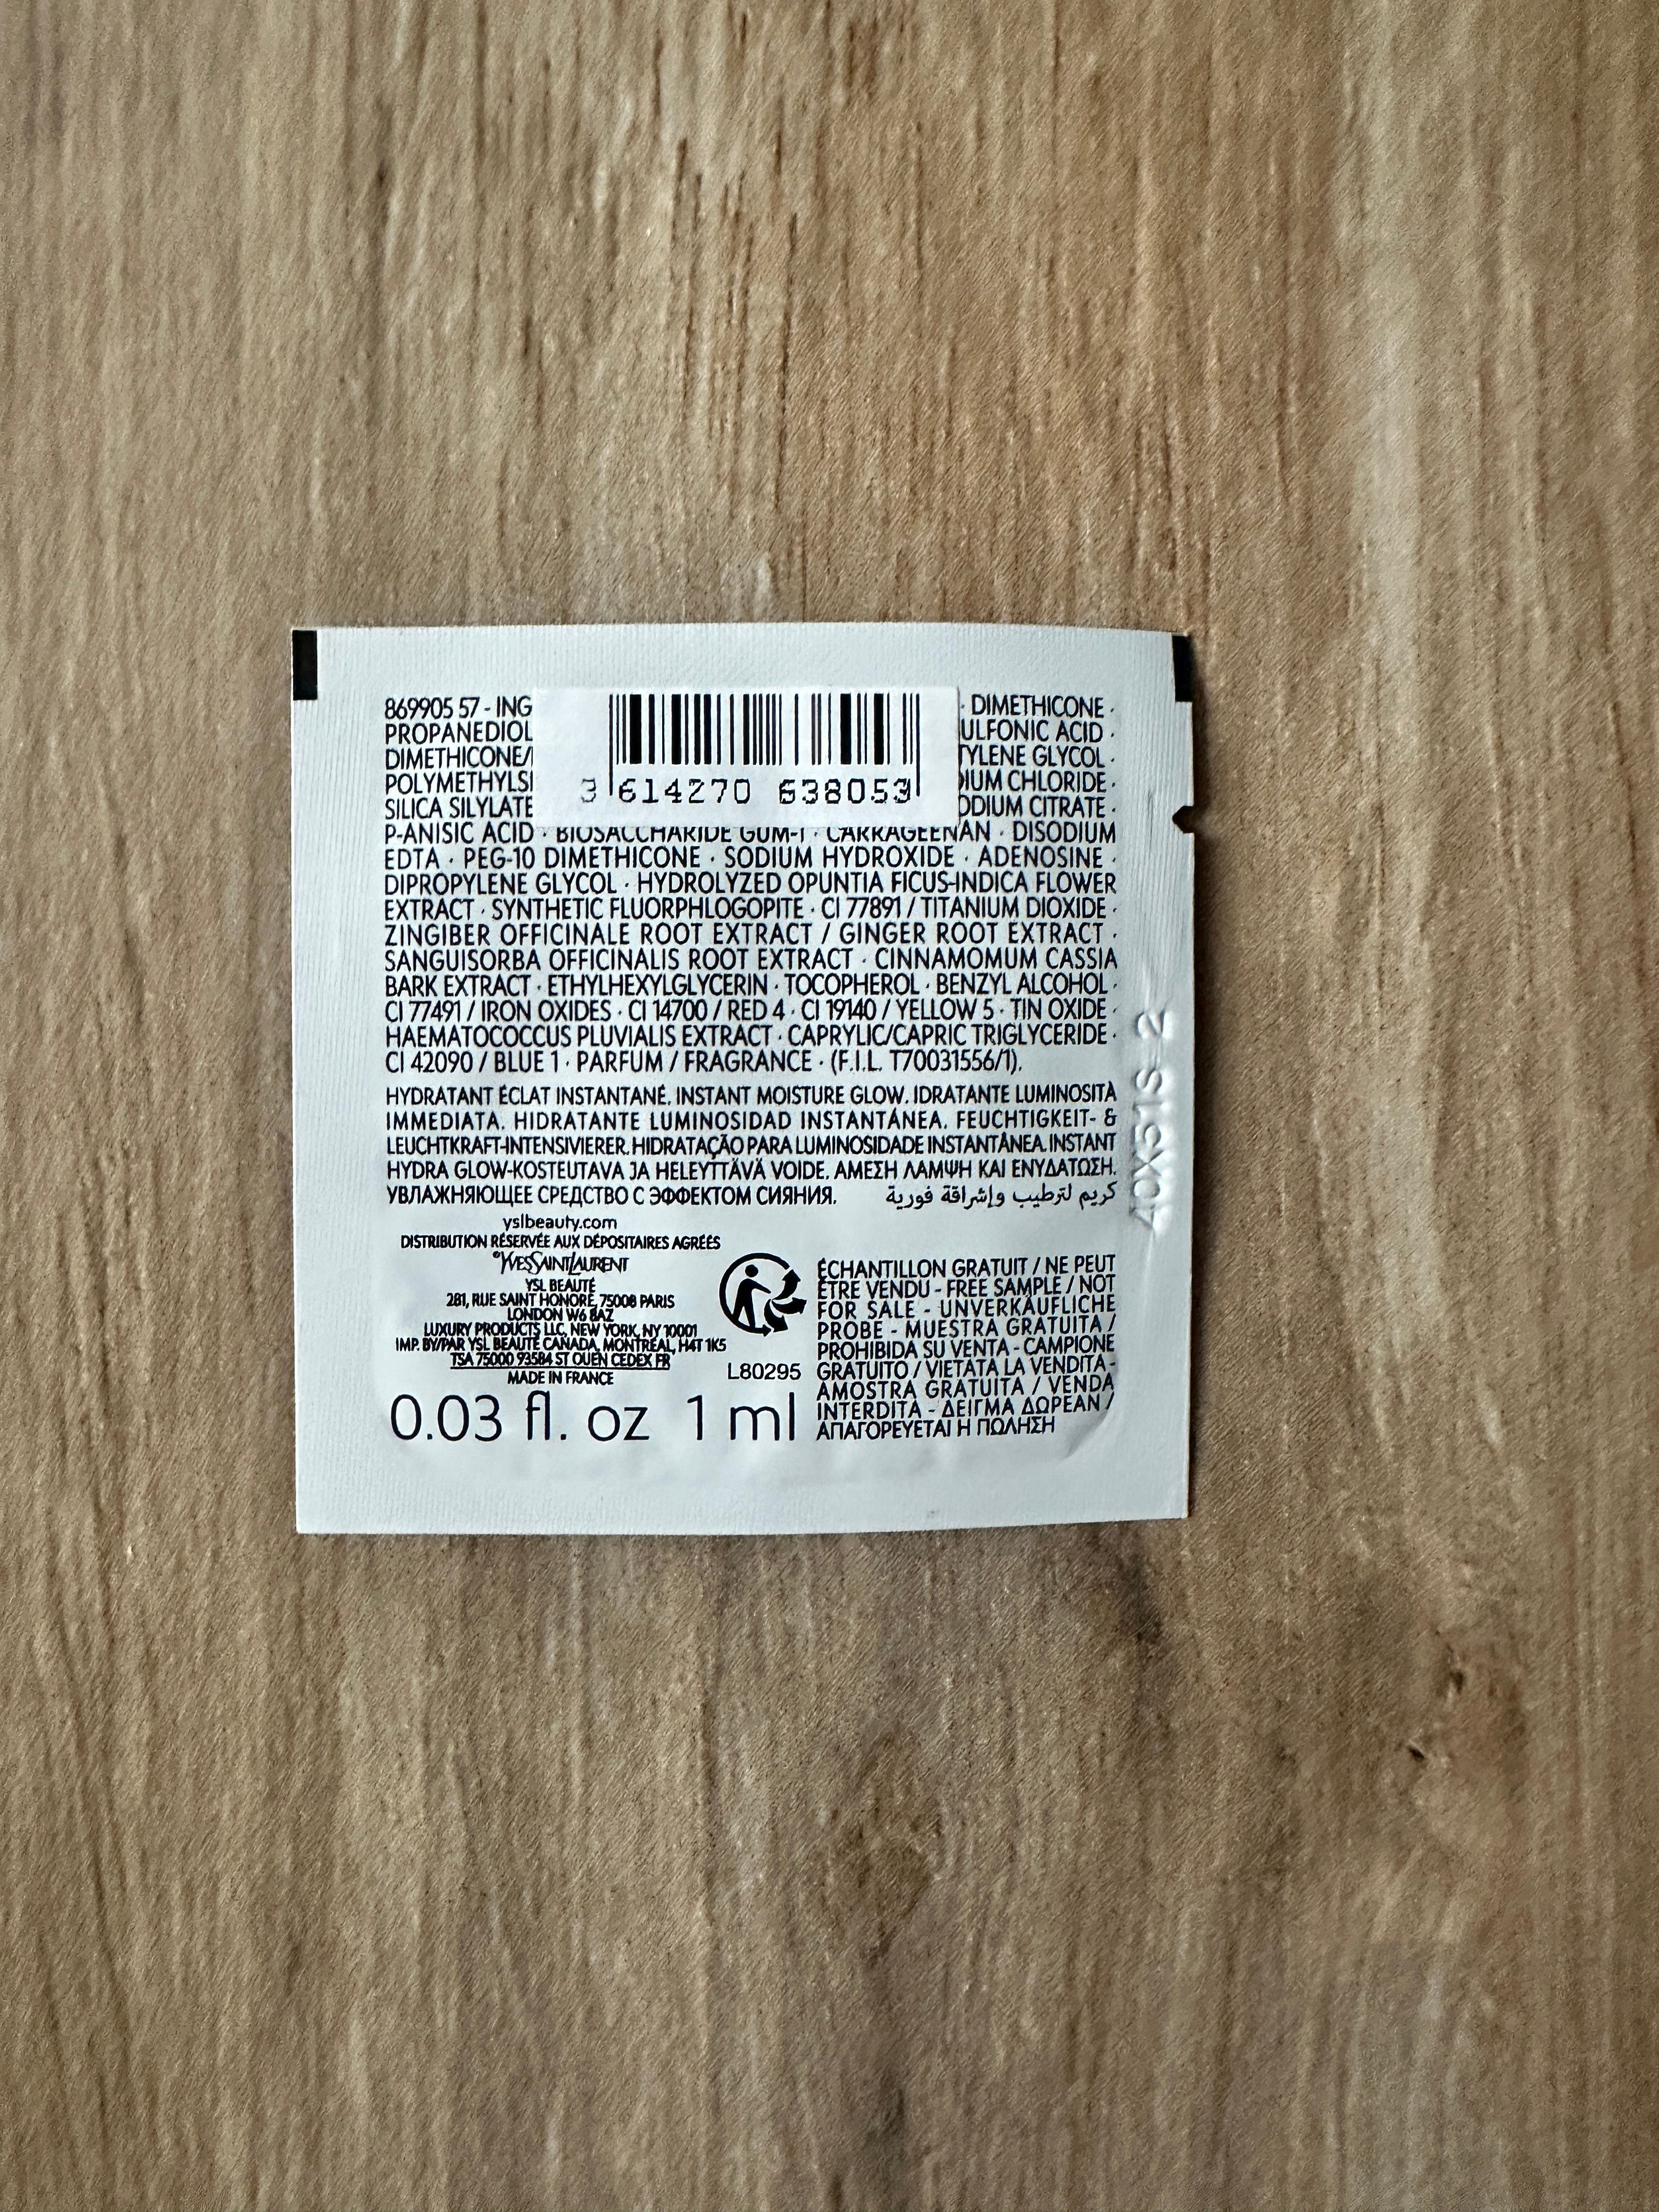 869905 57 - ING
· DIMETHICONE ·
PROPANEDIOL
ULFONIC ACID ·
DIMETHICONE/
TYLENE GLYCOL ·
POLYMETHYLSI
DIUM CHLORIDE ·
SILICA SILYLATE
ODIUM CITRATE ·
3 614270 638053
P-ANISIC ACID · BIOSACCHARIDE GUM-1 · CARRAGEENAN · DISODIUM
EDTA · PEG-10 DIMETHICONE · SODIUM HYDROXIDE · ADENOSINE ·
DIPROPYLENE GLYCOL · HYDROLYZED OPUNTIA FICUS-INDICA FLOWER
EXTRACT · SYNTHETIC FLUORPHLOGOPITE · CI 77891 / TITANIUM DIOXIDE ·
ZINGIBER OFFICINALE ROOT EXTRACT / GINGER ROOT EXTRACT ·
SANGUISORBA OFFICINALIS ROOT EXTRACT · CINNAMOMUM CASSIA
BARK EXTRACT · ETHYLHEXYLGLYCERIN · TOCOPHEROL · BENZYL ALCOHOL ·
CI 77491 / IRON OXIDES · CI 14700 / RED 4 · CI 19140 / YELLOW 5 · TIN OXIDE ·
HAEMATOCOCCUS PLUVIALIS EXTRACT · CAPRYLIC/CAPRIC TRIGLYCERIDE ·
CI 42090 / BLUE 1 · PARFUM / FRAGRANCE · (F.I.L. T70031556/1).
HYDRATANT ÉCLAT INSTANTANÉ. INSTANT MOISTURE GLOW. IDRATANTE LUMINOSITÀ
IMMEDIATA. HIDRATANTE LUMINOSIDAD INSTANTÁNEA. FEUCHTIGKEIT- &
LEUCHTKRAFT-INTENSIVIERER. HIDRATAÇÃO PARA LUMINOSIDADE INSTANTÂNEA. INSTANT
HYDRA GLOW-KOSTEUTAVA JA HELEYTTÄVÄ VOIDE. ΑΜΕΣΗ ΛΑΜΨΗ ΚΑΙ ΕΝΥΔΑΤΩΣΗ.
УВЛАЖНЯЮЩЕЕ СРЕДСТВО С ЭФФЕКТОМ СИЯНИЯ. كريم لترطيب وإشراقة فورية
yslbeauty.com
DISTRIBUTION RÉSERVÉE AUX DÉPOSITAIRES AGRÉÉS
YVESSAINTLAURENT
YSL BEAUTÉ
281, RUE SAINT HONORÉ, 75008 PARIS
LONDON W6 8AZ
LUXURY PRODUCTS LLC, NEW YORK, NY 10001
IMP. BY/PAR YSL BEAUTÉ CANADA, MONTRÉAL, H4T 1K5
TSA 75000 93584 ST OUEN CEDEX FR
MADE IN FRANCE
L80295
0.03 fl. oz 1 ml
ÉCHANTILLON GRATUIT / NE PEUT
ÊTRE VENDU - FREE SAMPLE / NOT
FOR SALE - UNVERKÄUFLICHE
PROBE - MUESTRA GRATUITA /
PROHIBIDA SU VENTA - CAMPIONE
GRATUITO / VIETATA LA VENDITA -
AMOSTRA GRATUITA / VENDA
INTERDITA - ΔΕΙΓΜΑ ΔΩΡΕΑΝ /
ΑΠΑΓΟΡΕΥΕΤΑΙ Η ΠΩΛΗΣΗ
40X51S 2